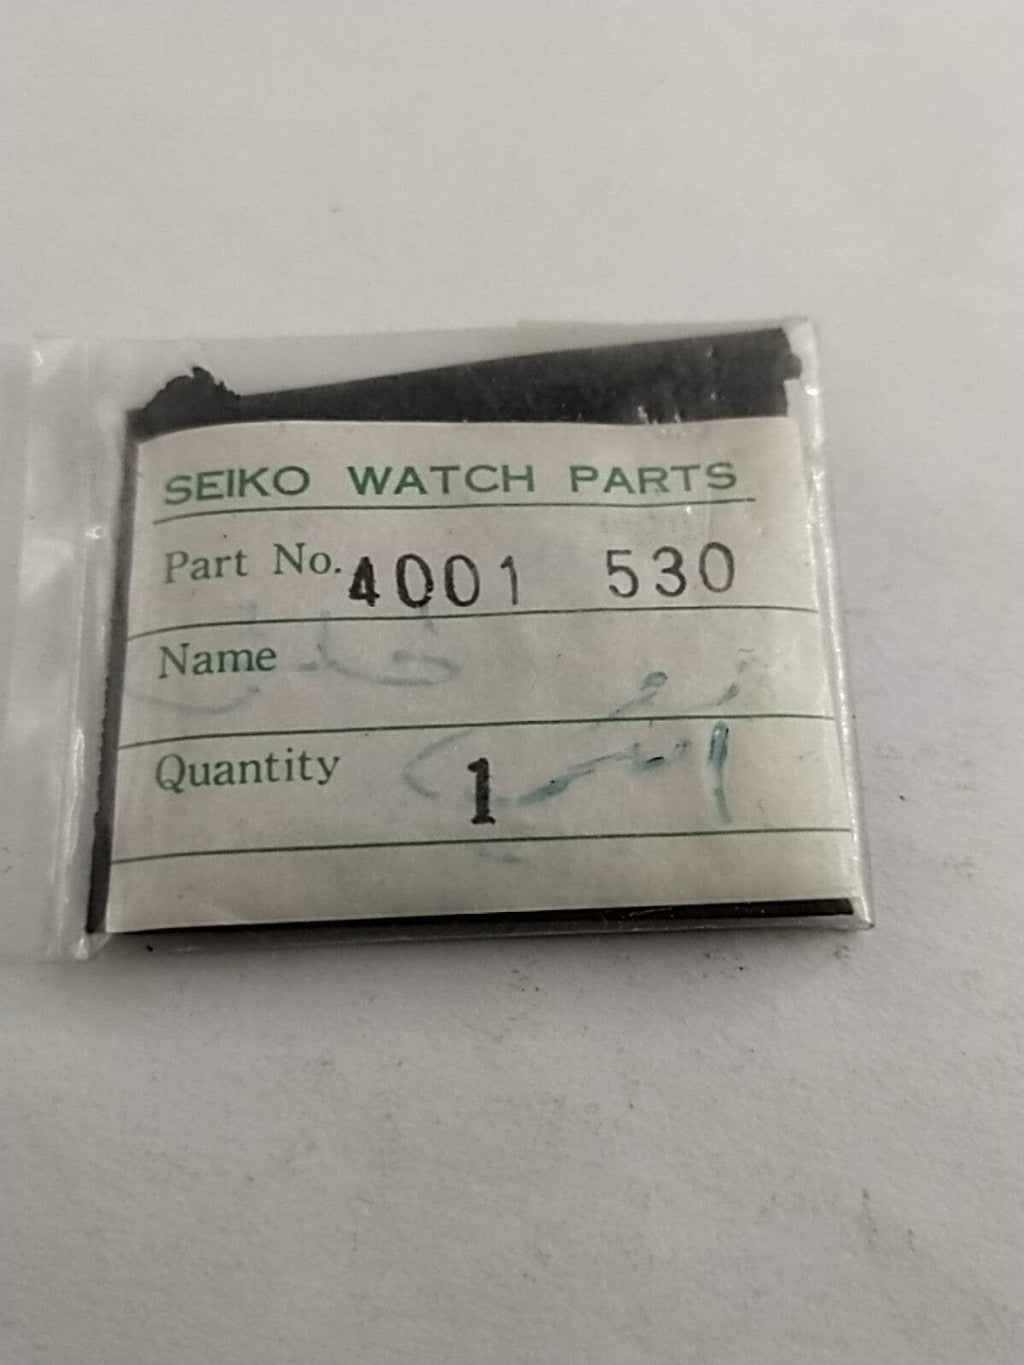 SEIKO WATCH PARTS
Part No. 4001 530
Name
Quantity 1